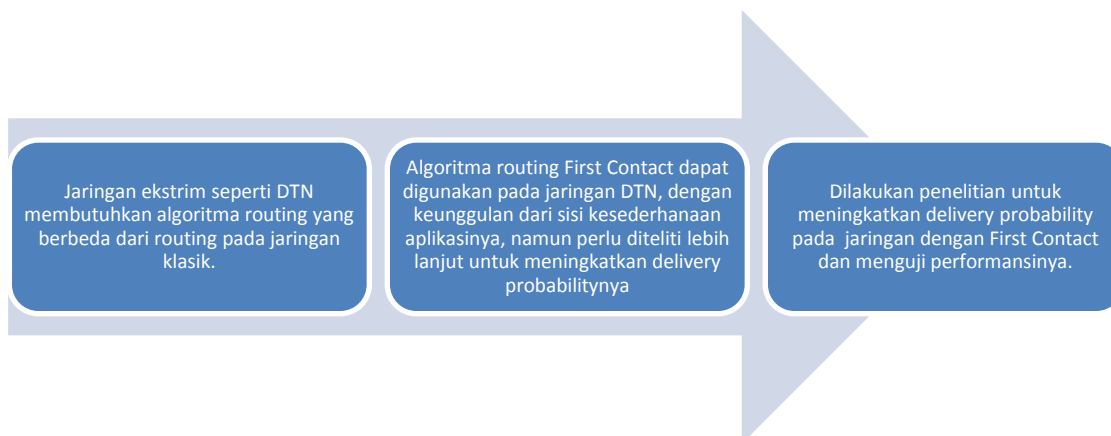 Jaringan ekstrim seperti DTN
membutuhkan algoritma routing yang
berbeda dari routing pada jaringan
klasik.
Algoritma routing First Contact dapat
digunakan pada jaringan DTN, dengan
keunggulan dari sisi kesederhanaan
aplikasinya, namun perlu diteliti lebih
lanjut untuk meningkatkan delivery
probabilitynya
Dilakukan penelitian untuk
meningkatkan delivery probability
pada jaringan dengan First Contact
dan menguji performansinya.